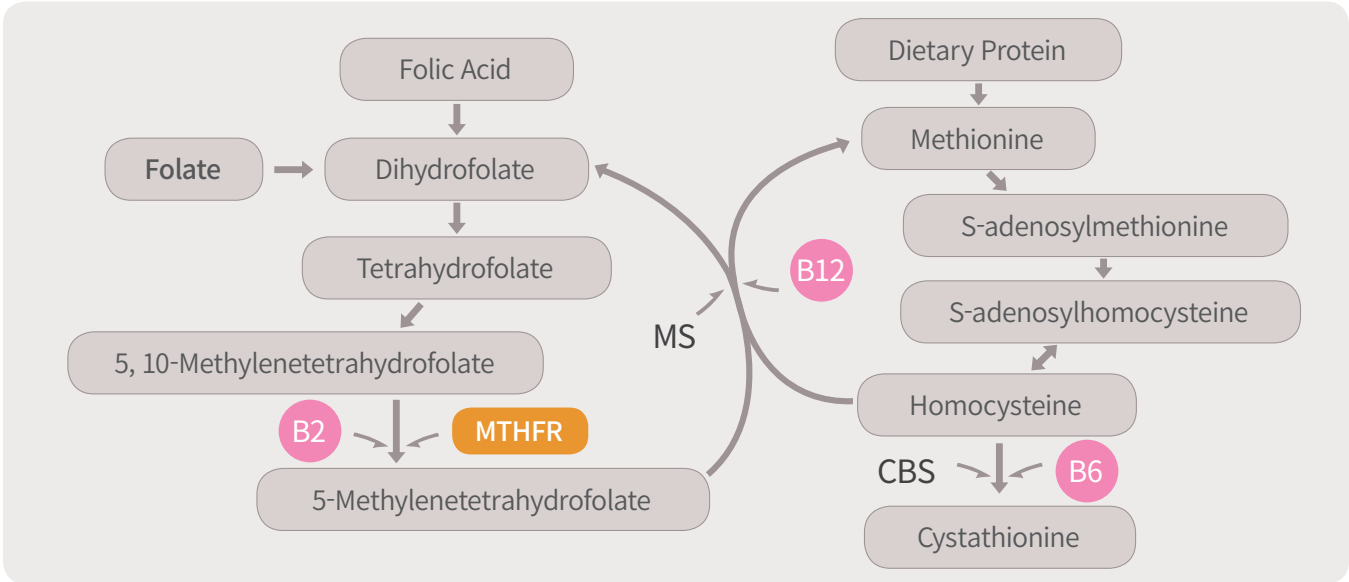 Folic Acid
Folate
Dihydrofolate
Tetrahydrofolate
5, 10-Methylenetetrahydrofolate
B2
MTHFR
5-Methylenetetrahydrofolate
MS
B12
Dietary Protein
Methionine
S-adenosylmethionine
S-adenosylhomocysteine
Homocysteine
CBS
B6
Cystathionine